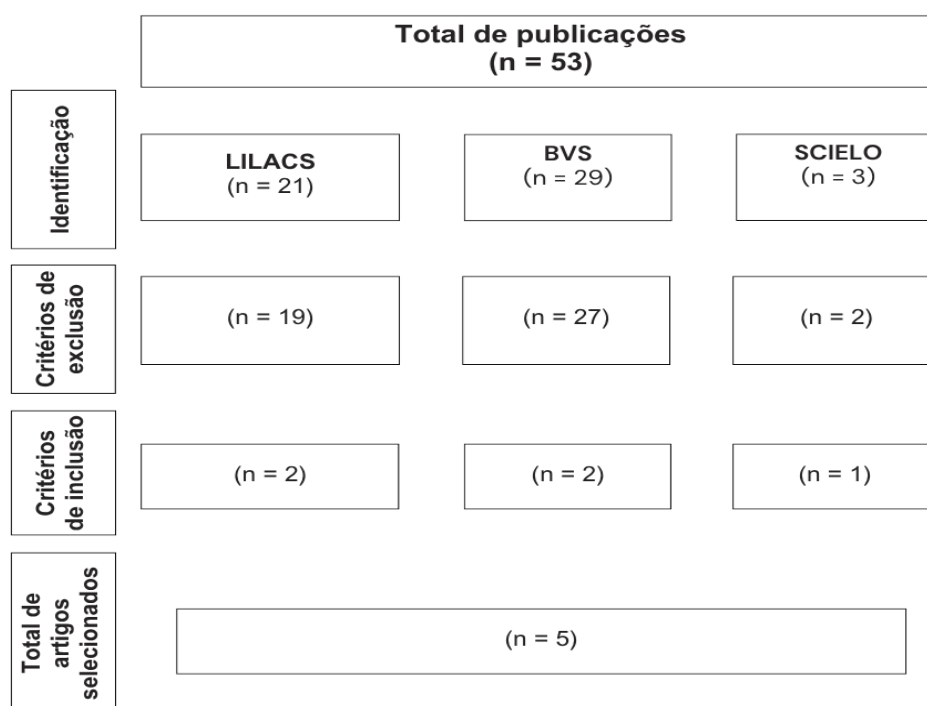 Total de publicações
(n = 53)
Identificação
LILACS
(n = 21)
BVS
(n = 29)
SCIELO
(n = 3)
Critérios de
exclusão
(n = 19)
(n = 27)
(n = 2)
Critérios
de inclusão
(n = 2)
(n = 2)
(n = 1)
Total de
artigos
selecionados
(n = 5)